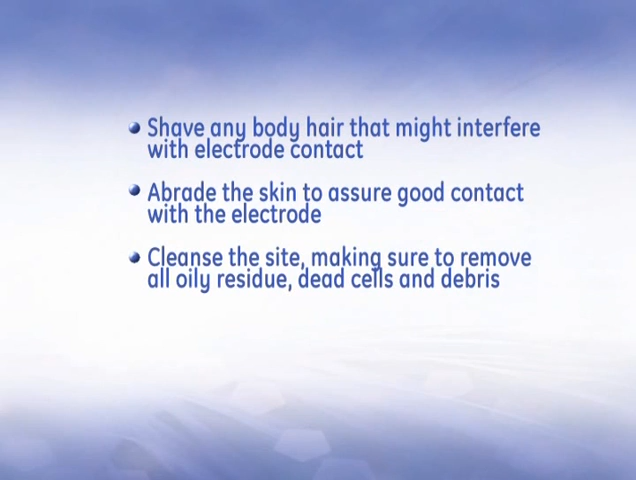 Shave any body hair that might interfere
with electrode contact
Abrade the skin to assure good contact
with the electrode
Cleanse the site, making sure to remove
all oily residue, dead cells and debris